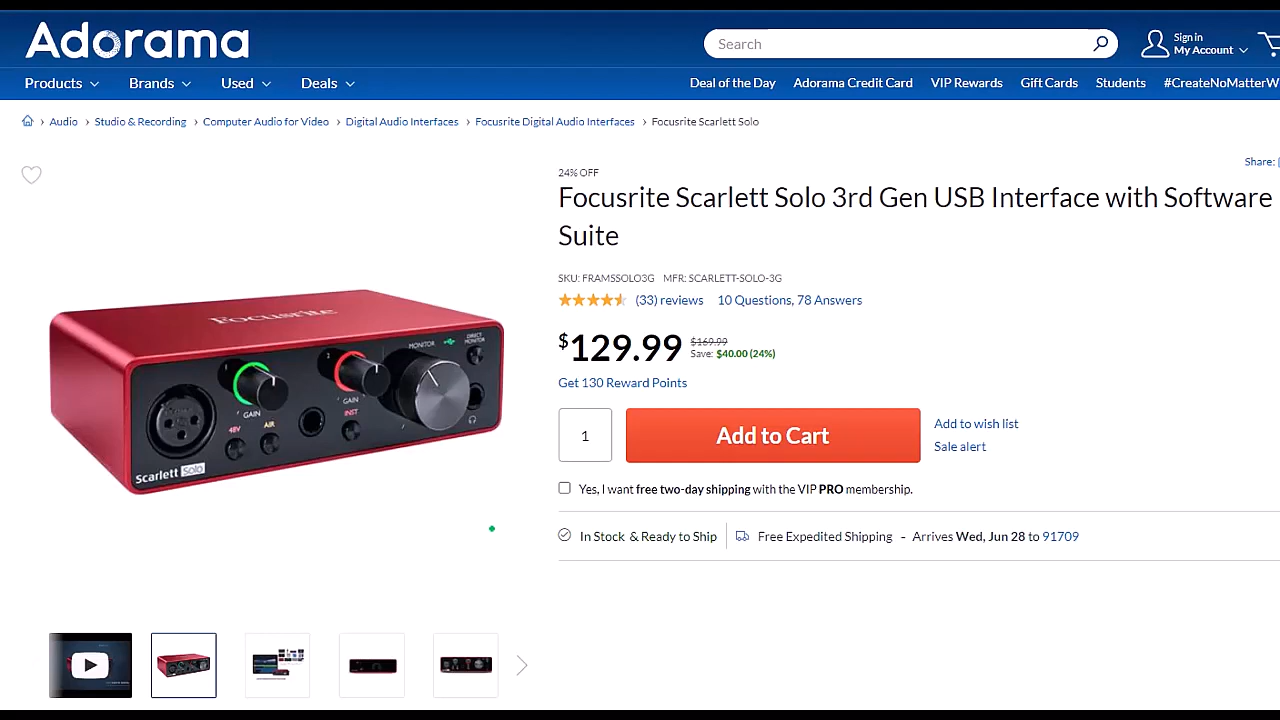 Adorama
Search
Sign in
My Account
Products
Brands
Used
Deals
Deal of the Day
Adorama Credit Card
VIP Rewards
Gift Cards
Students
#CreateNoMatterW
Audio › Studio & Recording › Computer Audio for Video › Digital Audio Interfaces › Focusrite Digital Audio Interfaces › Focusrite Scarlett Solo
Share:
24% OFF
Focusrite Scarlett Solo 3rd Gen USB Interface with Software
Suite
SKU: FRAMSSOLO3G MFR: SCARLETT-SOLO-3G
(33) reviews 10 Questions, 78 Answers
$129.99 $169.99
Save: $40.00 (24%)
Get 130 Reward Points
1
Add to Cart
Add to wish list
Sale alert
Yes, I want free two-day shipping with the VIP PRO membership.
In Stock & Ready to Ship
Free Expedited Shipping - Arrives Wed, Jun 28 to 91709
Focusrite
1
GAIN
48V
AIR
2
GAIN
INST
MONITOR
DIRECT
MONITOR
Scarlett Solo